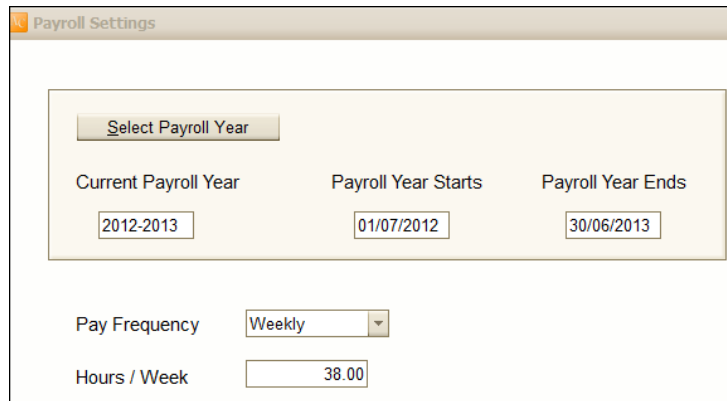 Payroll Settings
Select Payroll Year
Current Payroll Year Payroll Year Starts Payroll Year Ends
2012-2013 01/07/2012 30/06/2013
Pay Frequency Weekly
Hours / Week 38.00